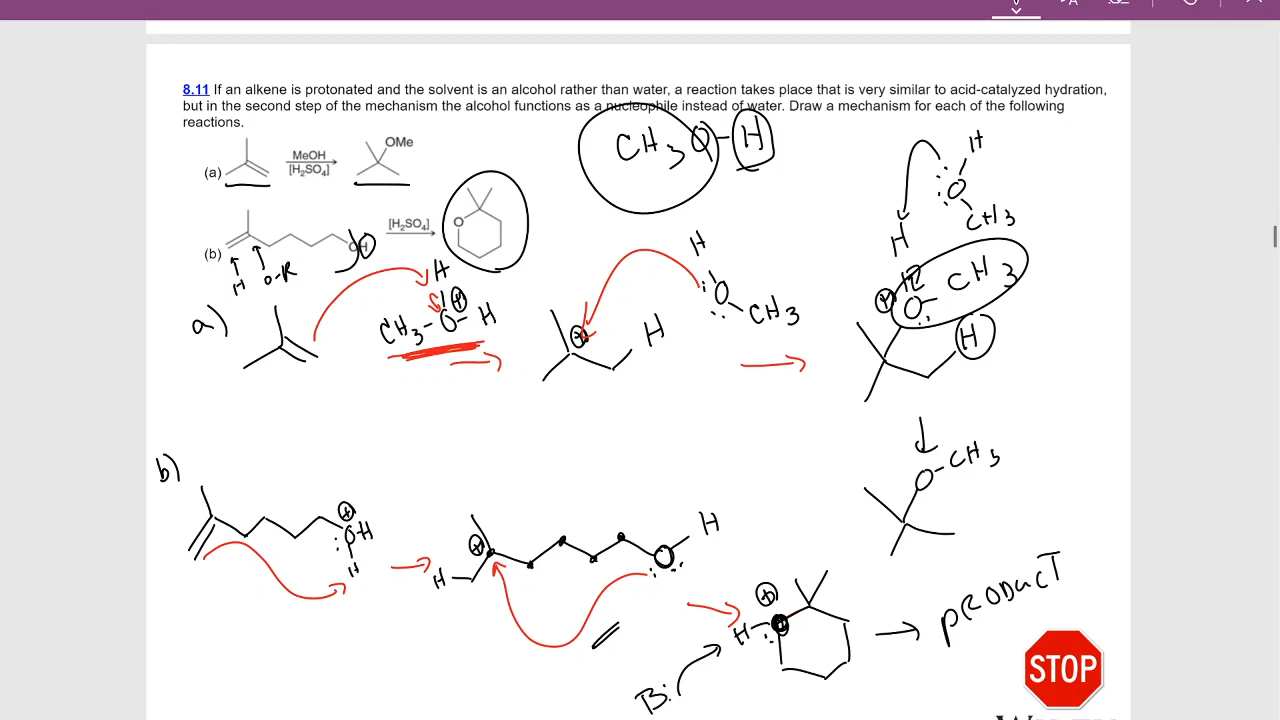 8.11 If an alkene is protonated and the solvent is an alcohol rather than water, a reaction takes place that is very similar to acid-catalyzed hydration,
but in the second step of the mechanism the alcohol functions as a nucleophile instead of water. Draw a mechanism for each of the following
reactions.
(a)
MeOH
[H₂SO₄]
OMe
CH₃O-H
H
O
CH₃
H
(b)
OH
[H₂SO₄]
O
H
O-R
a)
H
CH₃-O-H
⊕
⊕
H
H
O
CH₃
⊕
O-CH₃
H
O-CH₃
b)
⊕
OH
H
⊕
H
O
H
⊕
H
B:
PRODUCT
STOP